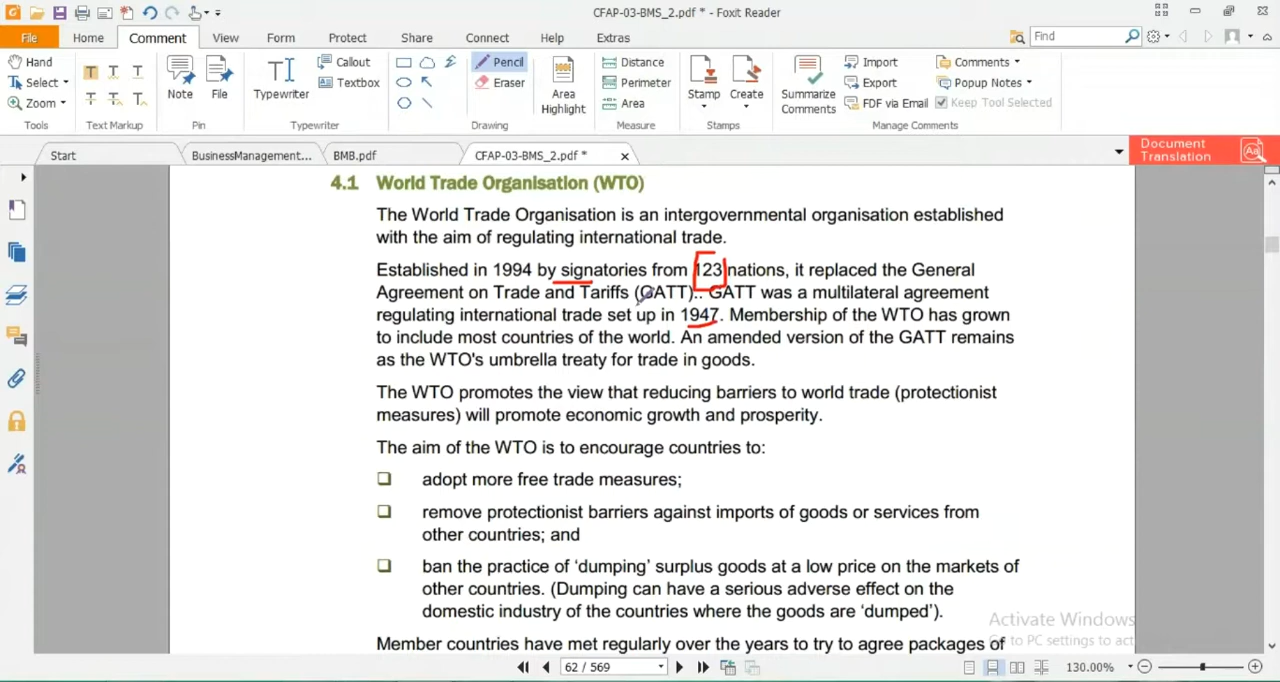 CFAP-03-BMS_2.pdf * - Foxit Reader
File Home Comment View Form Protect Share Connect Help Extras Find
Hand Callout Pencil Distance Import Comments
Select Textbox Eraser Perimeter Export Popup Notes
Zoom Note File Typewriter Area Highlight Area Stamp Create Summarize Comments FDF via Email Keep Tool Selected
Tools Text Markup Pin Typewriter Drawing Measure Stamps Manage Comments
Start BusinessManagement... BMB.pdf CFAP-03-BMS_2.pdf * Document Translation
4.1 World Trade Organisation (WTO)
The World Trade Organisation is an intergovernmental organisation established
with the aim of regulating international trade.
Established in 1994 by signatories from 123 nations, it replaced the General
Agreement on Trade and Tariffs (GATT).. GATT was a multilateral agreement
regulating international trade set up in 1947. Membership of the WTO has grown
to include most countries of the world. An amended version of the GATT remains
as the WTO's umbrella treaty for trade in goods.
The WTO promotes the view that reducing barriers to world trade (protectionist
measures) will promote economic growth and prosperity.
The aim of the WTO is to encourage countries to:
❑ adopt more free trade measures;
❑ remove protectionist barriers against imports of goods or services from
other countries; and
❑ ban the practice of ‘dumping’ surplus goods at a low price on the markets of
other countries. (Dumping can have a serious adverse effect on the
domestic industry of the countries where the goods are ‘dumped’).
Activate Windows
Go to PC settings to act
Member countries have met regularly over the years to try to agree packages of
62 / 569 130.00%